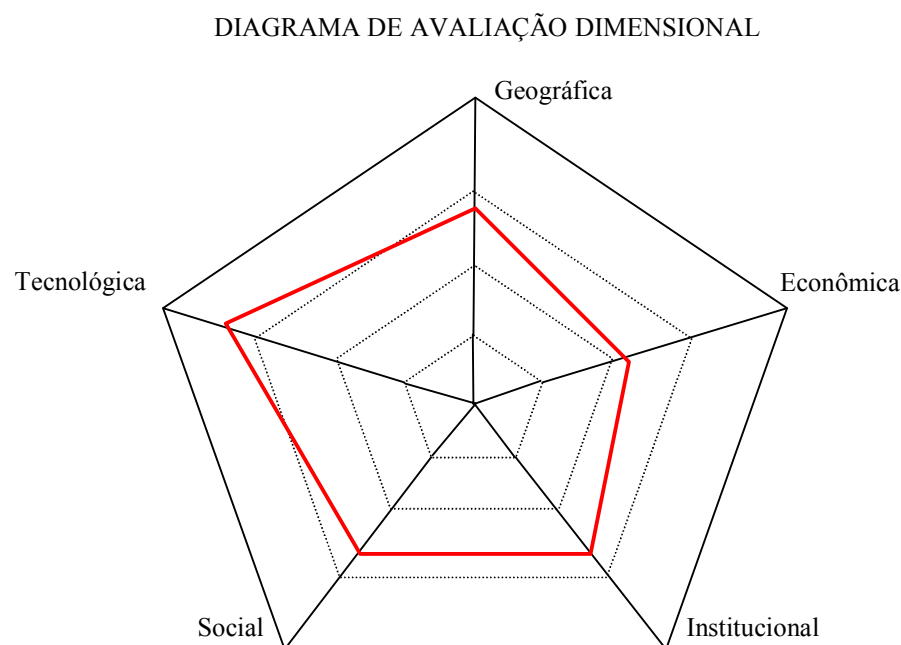 DIAGRAMA DE AVALIAÇÃO DIMENSIONAL
Geográfica
Tecnológica
Econômica
Social
Institucional